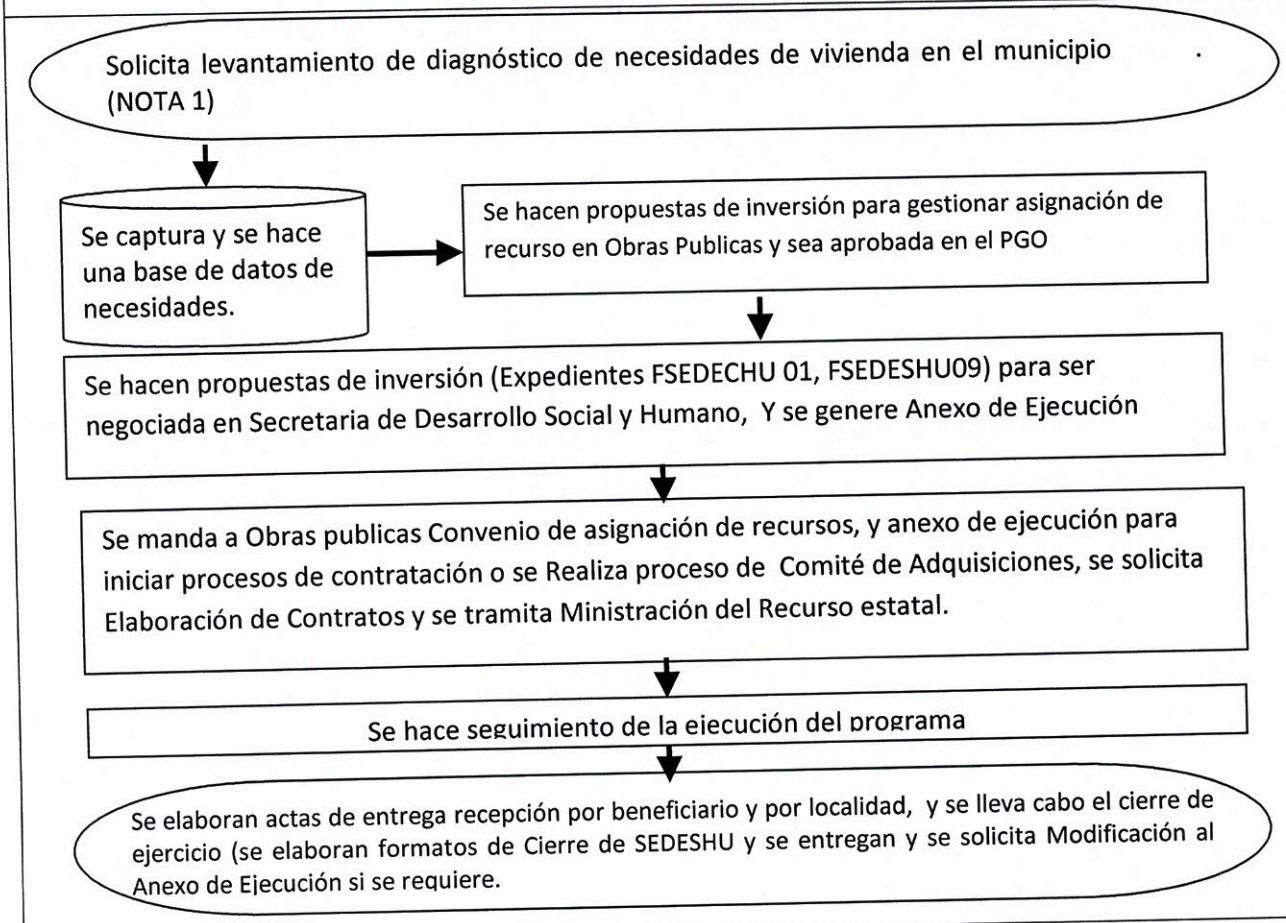 Solicita levantamiento de diagnóstico de necesidades de vivienda en el municipio .
(NOTA 1)
Se captura y se hace
una base de datos de
necesidades.
Se hacen propuestas de inversión para gestionar asignación de
recurso en Obras Publicas y sea aprobada en el PGO
Se hacen propuestas de inversión (Expedientes FSEDECHU 01, FSEDESHU09) para ser
negociada en Secretaria de Desarrollo Social y Humano, Y se genere Anexo de Ejecución
Se manda a Obras publicas Convenio de asignación de recursos, y anexo de ejecución para
iniciar procesos de contratación o se Realiza proceso de Comité de Adquisiciones, se solicita
Elaboración de Contratos y se tramita Ministración del Recurso estatal.
Se hace seguimiento de la ejecución del programa
Se elaboran actas de entrega recepción por beneficiario y por localidad, y se lleva cabo el cierre de
ejercicio (se elaboran formatos de Cierre de SEDESHU y se entregan y se solicita Modificación al
Anexo de Ejecución si se requiere.